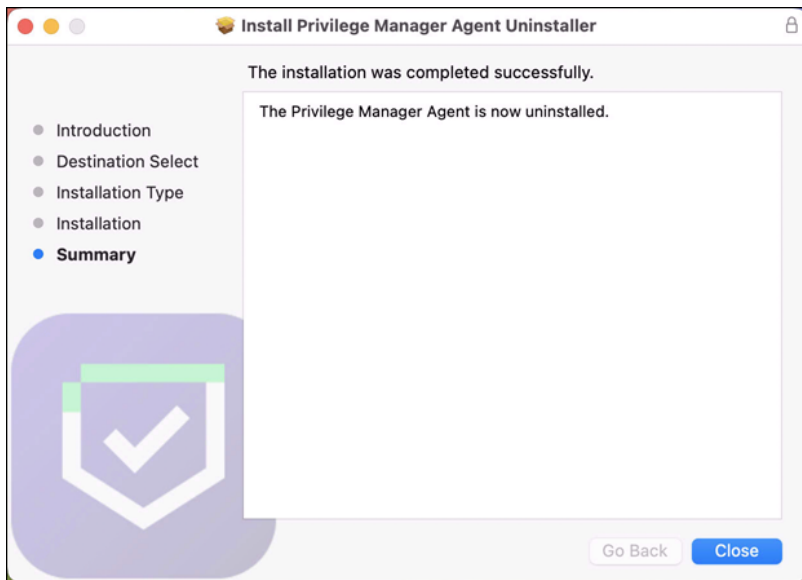 Install Privilege Manager Agent Uninstaller
The installation was completed successfully.
The Privilege Manager Agent is now uninstalled.
Introduction
Destination Select
Installation Type
Installation
Summary
Go Back
Close